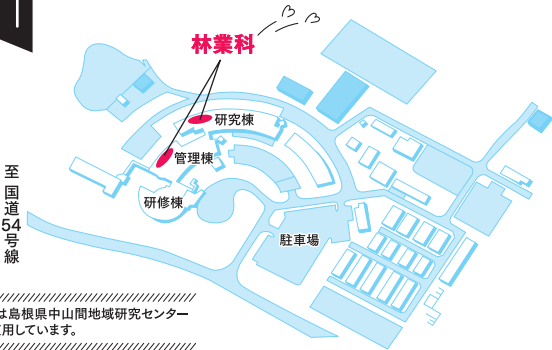 林業科
研究棟
管理棟
研修棟
駐車場
至 国道54号線
は島根県中山間地域研究センター
用しています。